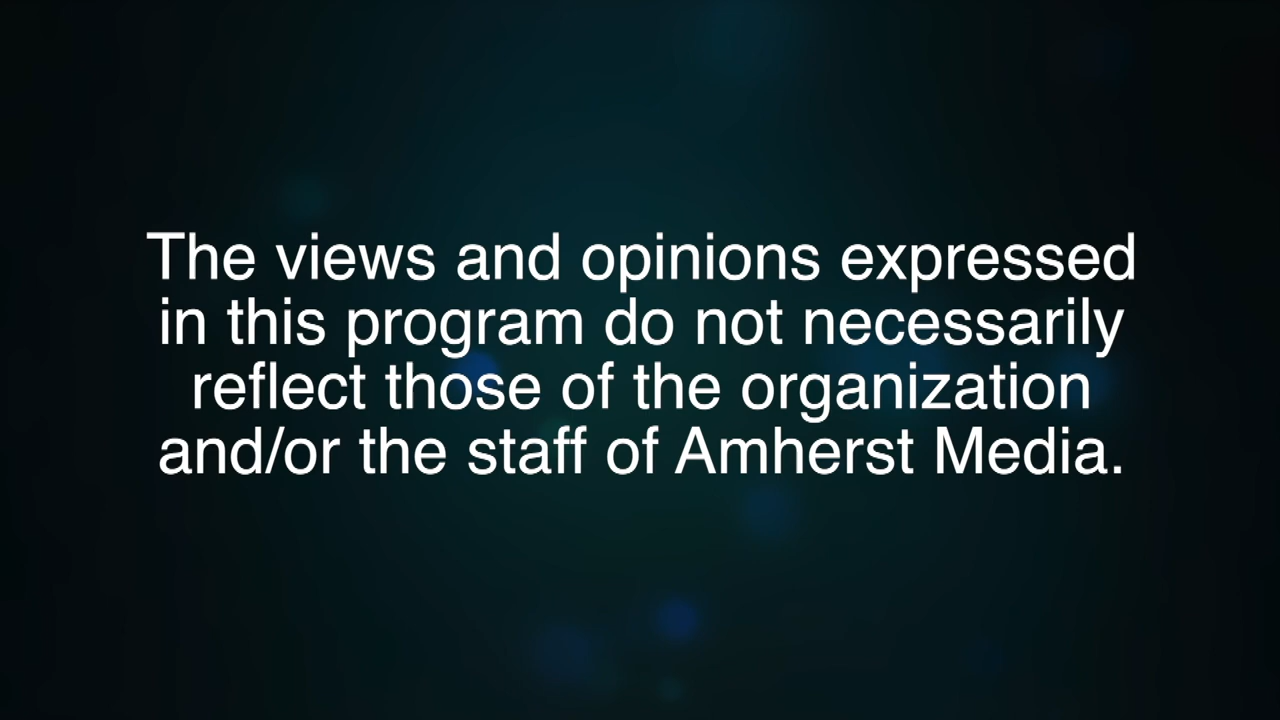 The views and opinions expressed
in this program do not necessarily
reflect those of the organization
and/or the staff of Amherst Media.